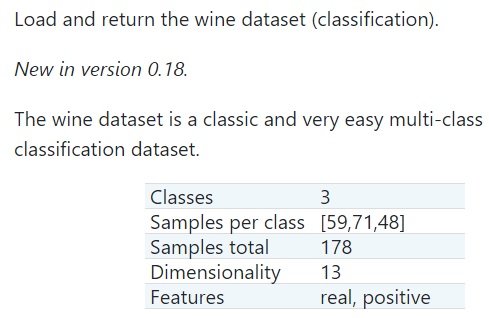 Load and return the wine dataset (classification).
New in version 0.18.
The wine dataset is a classic and very easy multi-class
classification dataset.
Classes 3
Samples per class [59,71,48]
Samples total 178
Dimensionality 13
Features real, positive